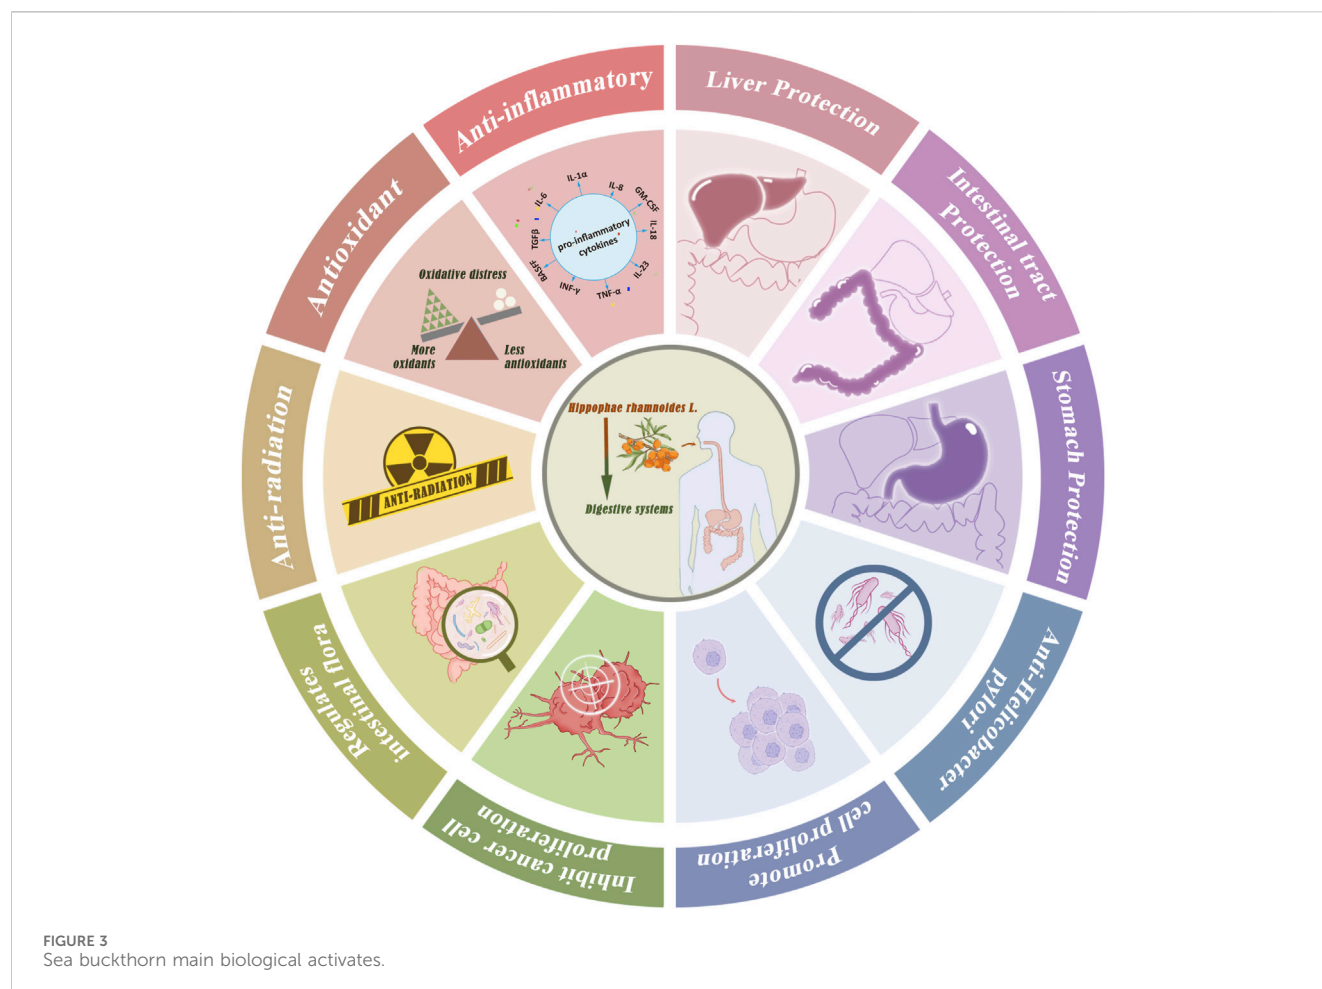 Anti-inflammatory
Liver Protection
Intestinal tract
Protection
Stomach Protection
Anti-Helicobacter
pylori
Promote
cell proliferation
Inhibit cancer cell
proliferation
Regulates
intestinal flora
Anti-radiation
Antioxidant
IL-1α
IL-8
GM-CSF
IL-18
IL-23
TNF-α
INF-γ
BASFF
TGFβ
IL-6
pro-inflammatory
cytokines
Oxidative distress
More
oxidants
Less
antioxidants
ANTI-RADIATION
Hippophae rhamnoides L.
Digestive systems
FIGURE 3
Sea buckthorn main biological activates.